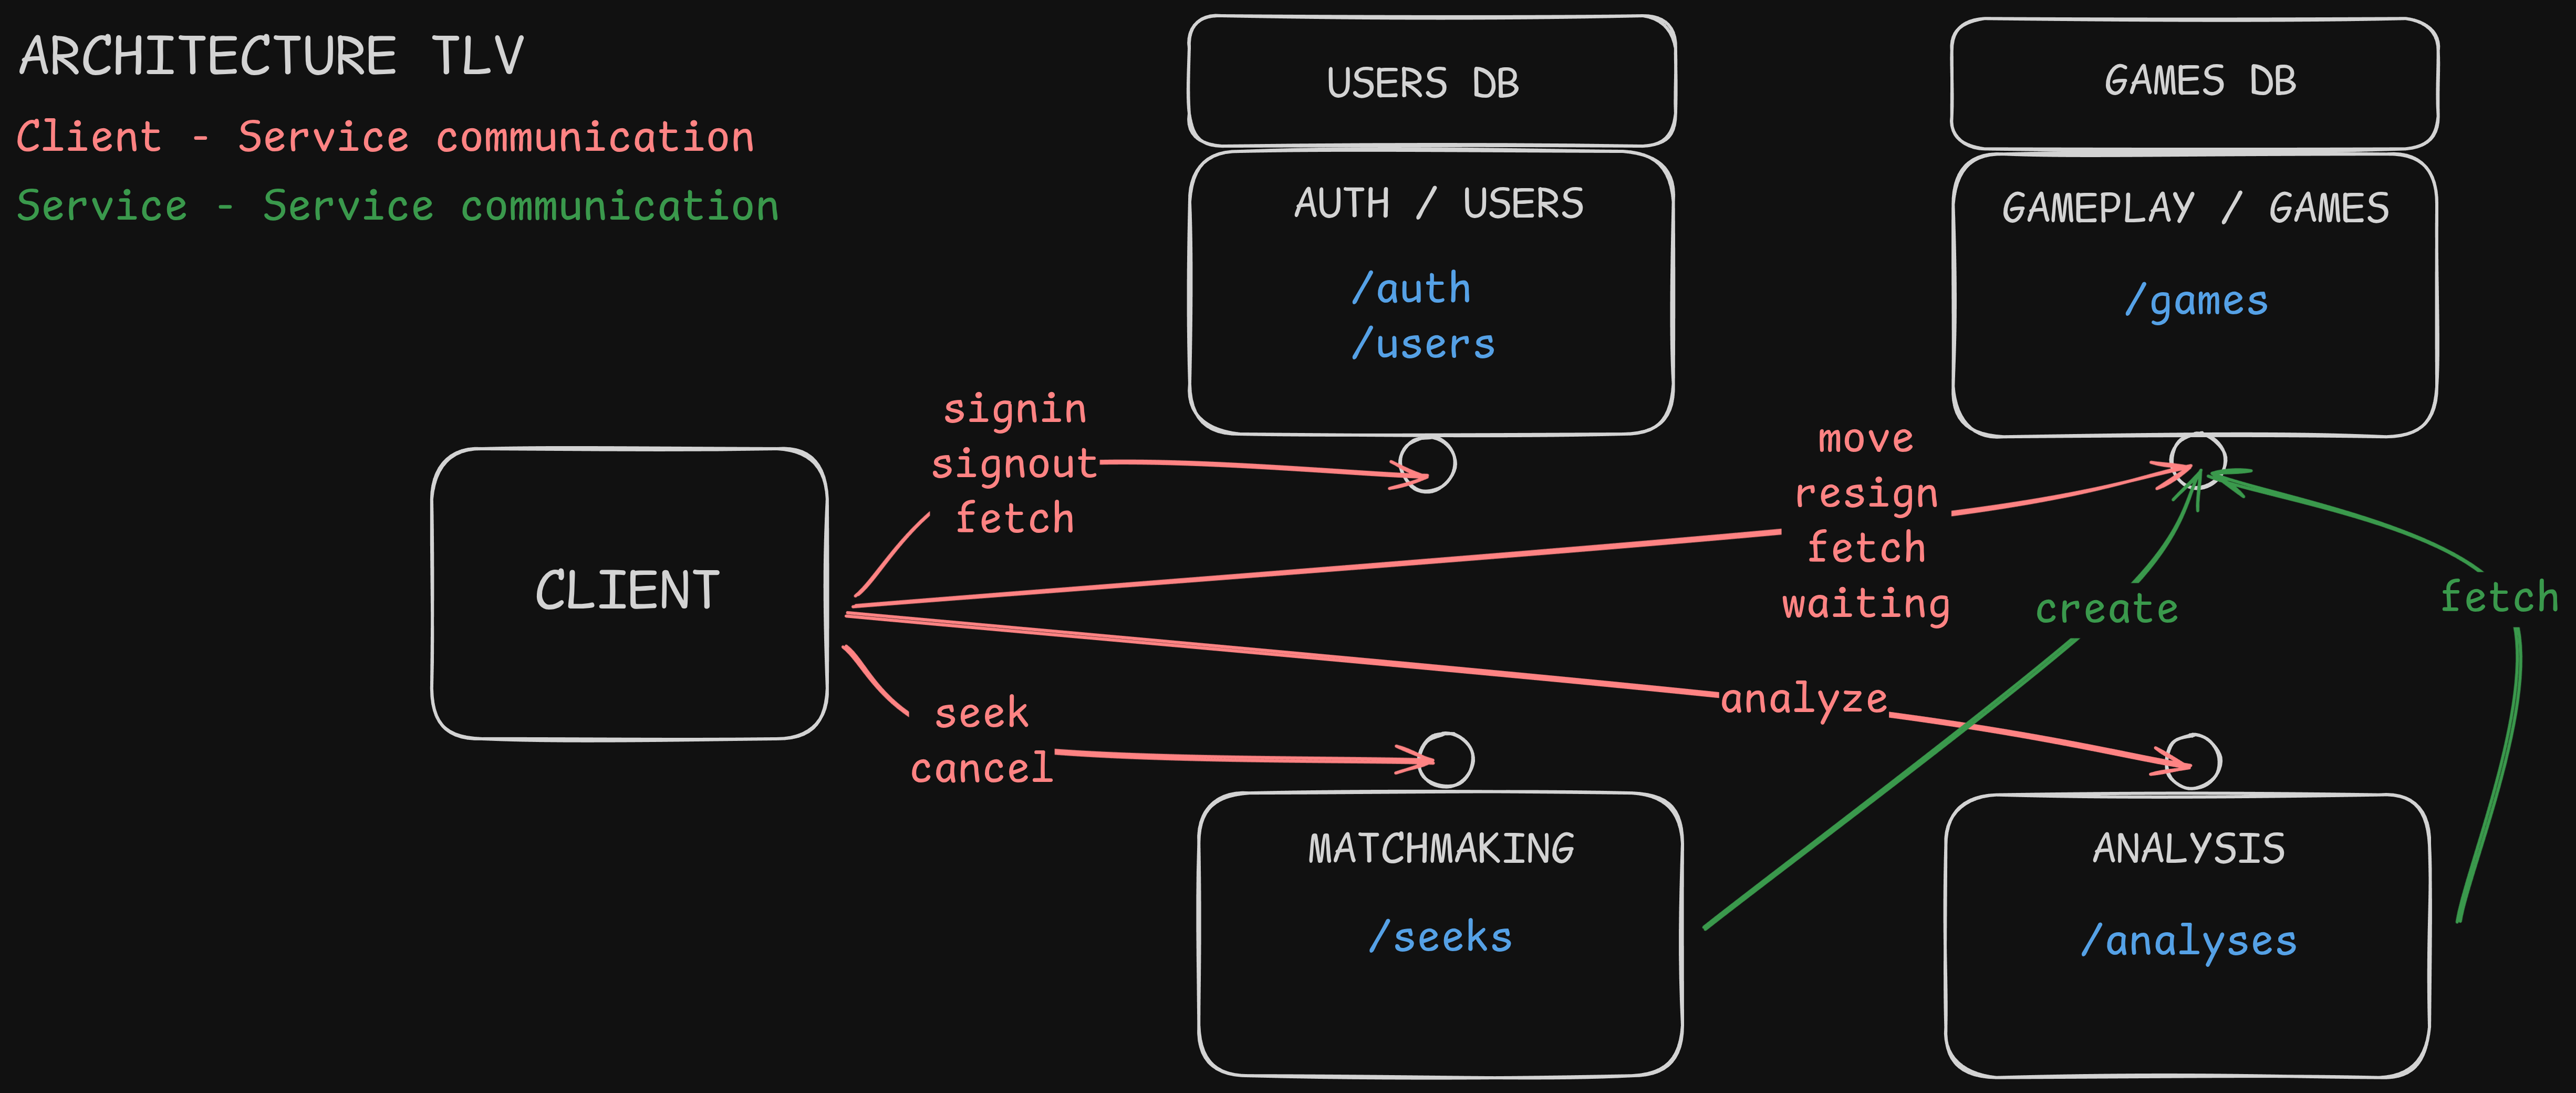 ARCHITECTURE TLV
Client - Service communication
Service - Service communication
USERS DB
AUTH / USERS
/auth
/users
GAMES DB
GAMEPLAY / GAMES
/games
CLIENT
signin
signout
fetch
move
resign
fetch
waiting
create
fetch
analyze
seek
cancel
MATCHMAKING
/seeks
ANALYSIS
/analyses